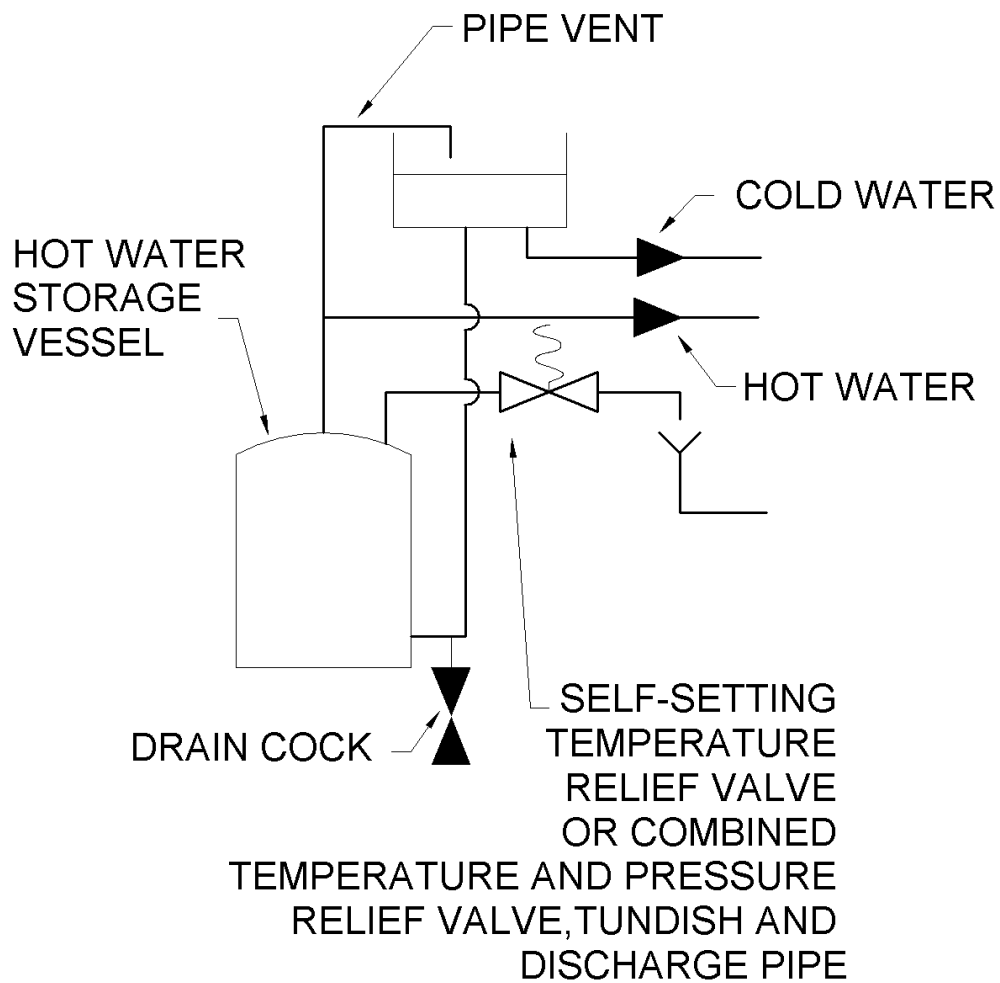 PIPE VENT
COLD WATER
HOT WATER
STORAGE
VESSEL
HOT WATER
SELF-SETTING
TEMPERATURE
RELIEF VALVE
OR COMBINED
TEMPERATURE AND PRESSURE
RELIEF VALVE,TUNDISH AND
DISCHARGE PIPE
DRAIN COCK